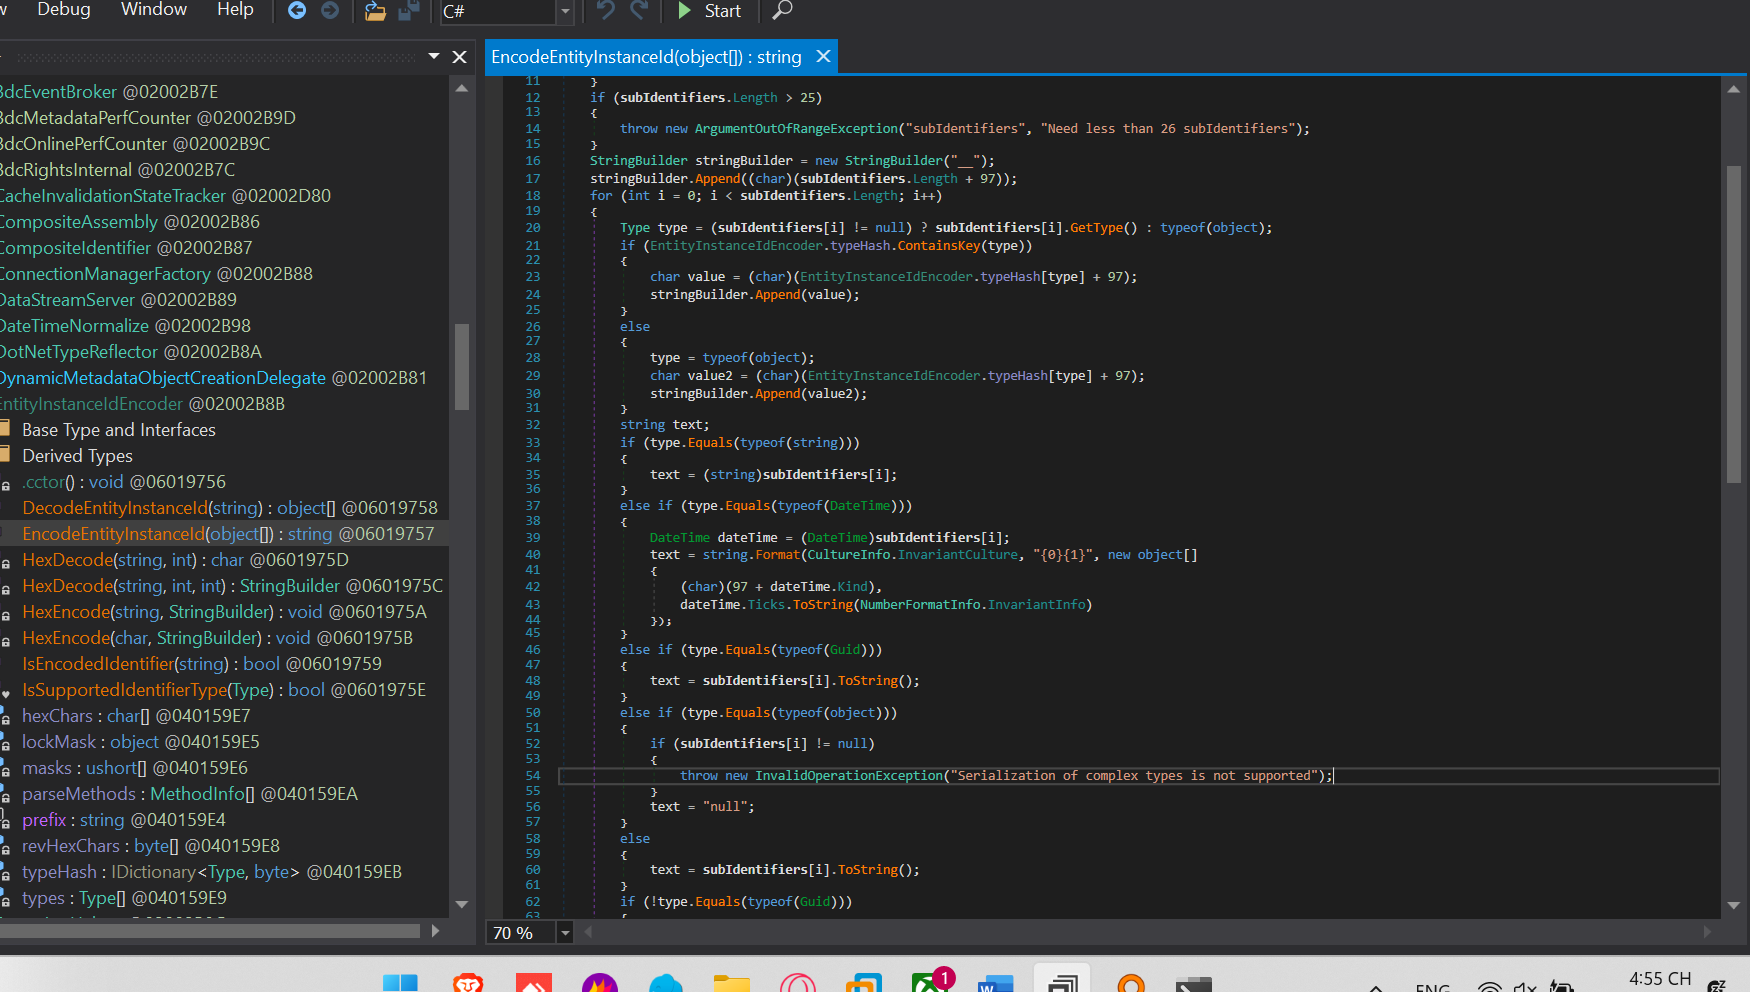 Debug Window Help C# Start
EncodeEntityInstanceId(object[]) : string
BdcEventBroker @02002B7E
BdcMetadataPerfCounter @02002B9D
BdcOnlinePerfCounter @02002B9C
BdcRightsInternal @02002B7C
CacheInvalidationStateTracker @02002D80
CompositeAssembly @02002B86
CompositeIdentifier @02002B87
ConnectionManagerFactory @02002B88
DataStreamServer @02002B89
DateTimeNormalize @02002B98
DotNetTypeReflector @02002B8A
DynamicMetadataObjectCreationDelegate @02002B81
EntityInstanceIdEncoder @02002B8B
Base Type and Interfaces
Derived Types
.cctor() : void @06019756
DecodeEntityInstanceId(string) : object[] @06019758
EncodeEntityInstanceId(object[]) : string @06019757
HexDecode(string, int) : char @0601975D
HexDecode(string, int, int) : StringBuilder @0601975C
HexEncode(string, StringBuilder) : void @0601975A
HexEncode(char, StringBuilder) : void @0601975B
IsEncodedIdentifier(string) : bool @06019759
IsSupportedIdentifierType(Type) : bool @0601975E
hexChars : char[] @040159E7
lockMask : object @040159E5
masks : ushort[] @040159E6
parseMethods : MethodInfo[] @040159EA
prefix : string @040159E4
revHexChars : byte[] @040159E8
typeHash : IDictionary<Type, byte> @040159EB
types : Type[] @040159E9
11 }
12 if (subIdentifiers.Length > 25)
13 {
14 throw new ArgumentOutOfRangeException("subIdentifiers", "Need less than 26 subIdentifiers");
15 }
16 StringBuilder stringBuilder = new StringBuilder("__");
17 stringBuilder.Append((char)(subIdentifiers.Length + 97));
18 for (int i = 0; i < subIdentifiers.Length; i++)
19 {
20 Type type = (subIdentifiers[i] != null) ? subIdentifiers[i].GetType() : typeof(object);
21 if (EntityInstanceIdEncoder.typeHash.ContainsKey(type))
22 {
23 char value = (char)(EntityInstanceIdEncoder.typeHash[type] + 97);
24 stringBuilder.Append(value);
25 }
26 else
27 {
28 type = typeof(object);
29 char value2 = (char)(EntityInstanceIdEncoder.typeHash[type] + 97);
30 stringBuilder.Append(value2);
31 }
32 string text;
33 if (type.Equals(typeof(string)))
34 {
35 text = (string)subIdentifiers[i];
36 }
37 else if (type.Equals(typeof(DateTime)))
38 {
39 DateTime dateTime = (DateTime)subIdentifiers[i];
40 text = string.Format(CultureInfo.InvariantCulture, "{0}{1}", new object[]
41 {
42 (char)(97 + dateTime.Kind),
43 dateTime.Ticks.ToString(NumberFormatInfo.InvariantInfo)
44 });
45 }
46 else if (type.Equals(typeof(Guid)))
47 {
48 text = subIdentifiers[i].ToString();
49 }
50 else if (type.Equals(typeof(object)))
51 {
52 if (subIdentifiers[i] != null)
53 {
54 throw new InvalidOperationException("Serialization of complex types is not supported");
55 }
56 text = "null";
57 }
58 else
59 {
60 text = subIdentifiers[i].ToString();
61 }
62 if (!type.Equals(typeof(Guid)))
63 {
70 %
1
ENG
4:55 CH